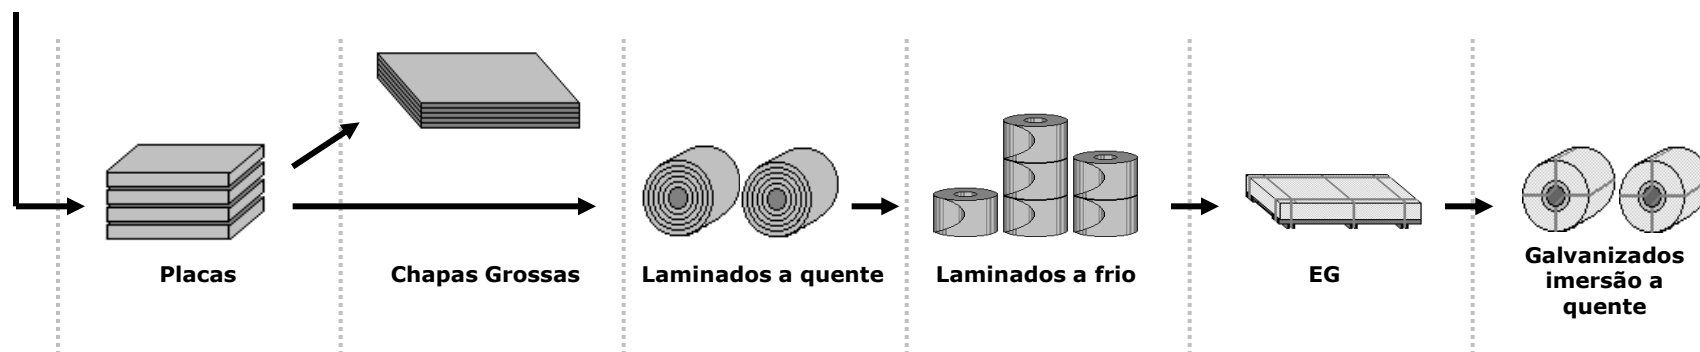 Placas
Chapas Grossas
Laminados a quente
Laminados a frio
EG
Galvanizados
imersão a
quente